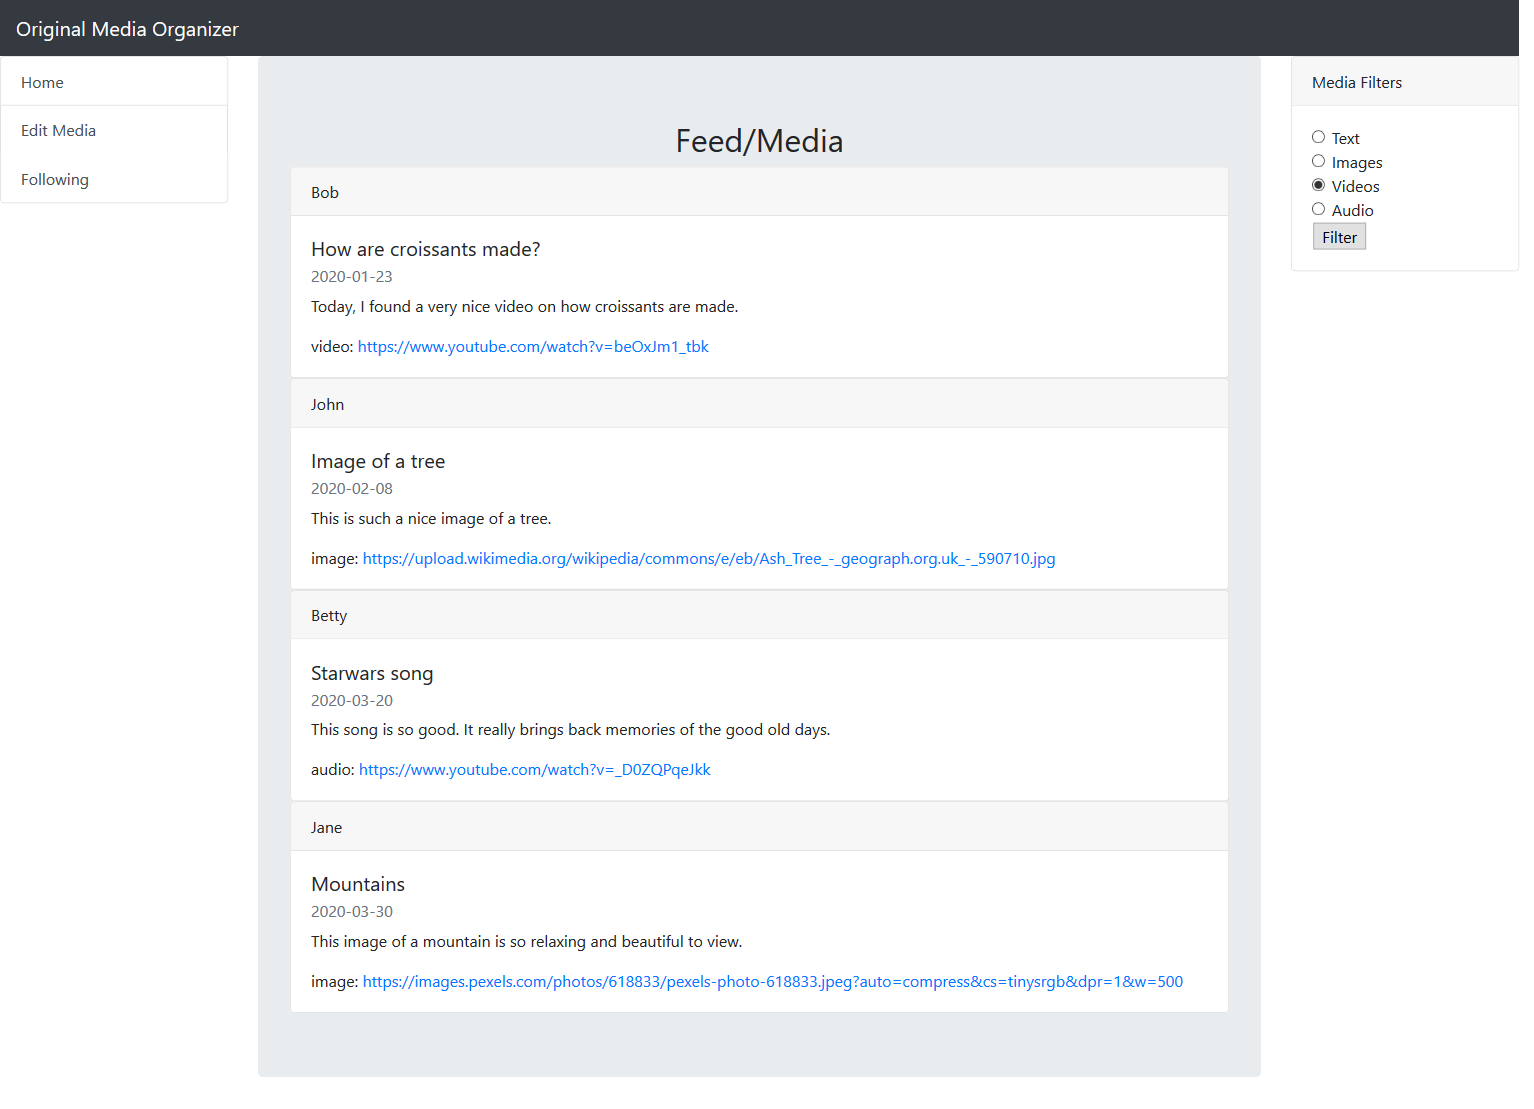 Original Media Organizer
Home
Edit Media
Following
Feed/Media
Bob
How are croissants made?
2020-01-23
Today, I found a very nice video on how croissants are made.
video: https://www.youtube.com/watch?v=beOxJm1_tbk
John
Image of a tree
2020-02-08
This is such a nice image of a tree.
image: https://upload.wikimedia.org/wikipedia/commons/e/eb/Ash_Tree_-_geograph.org.uk_-_590710.jpg
Betty
Starwars song
2020-03-20
This song is so good. It really brings back memories of the good old days.
audio: https://www.youtube.com/watch?v=_D0ZQPqeJkk
Jane
Mountains
2020-03-30
This image of a mountain is so relaxing and beautiful to view.
image: https://images.pexels.com/photos/618833/pexels-photo-618833.jpeg?auto=compress&cs=tinysrgb&dpr=1&w=500
Media Filters
Text
Images
Videos
Audio
Filter